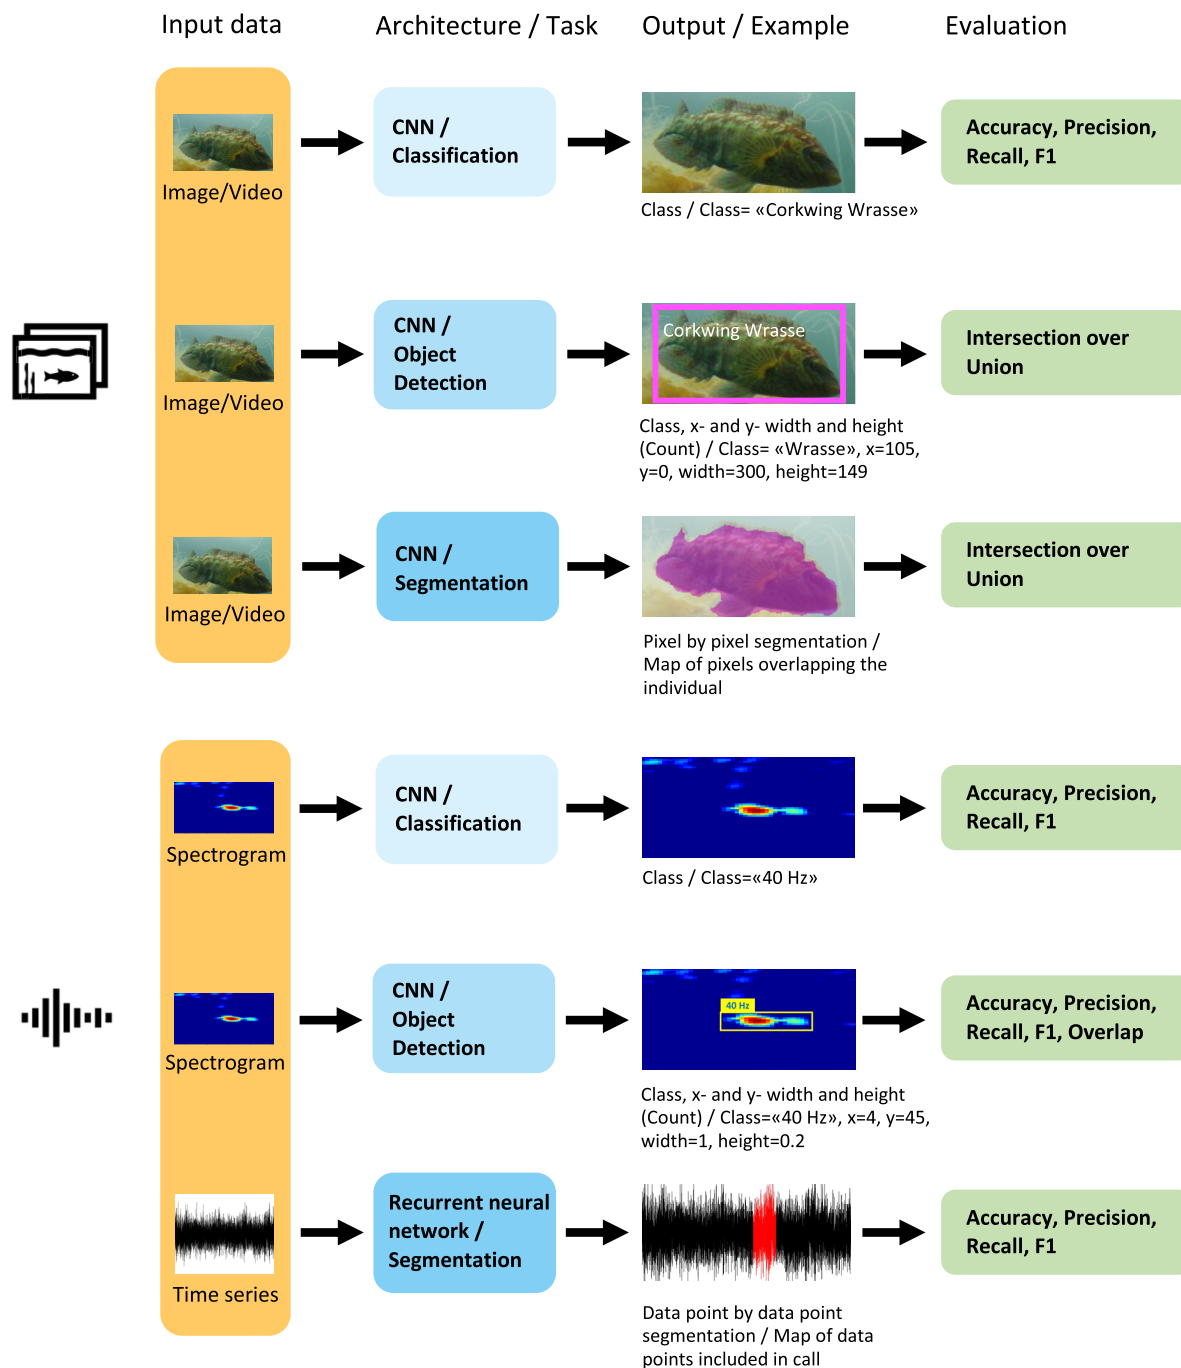 Input data
Architecture / Task
Output / Example
Evaluation
Image/Video
CNN /
Classification
Class / Class= «Corkwing Wrasse»
Accuracy, Precision,
Recall, F1
Image/Video
CNN /
Object
Detection
Corkwing Wrasse
Class, x- and y- width and height
(Count) / Class= «Wrasse», x=105,
y=0, width=300, height=149
Intersection over
Union
Image/Video
CNN /
Segmentation
Pixel by pixel segmentation /
Map of pixels overlapping the
individual
Intersection over
Union
Spectrogram
CNN /
Classification
Class / Class=«40 Hz»
Accuracy, Precision,
Recall, F1
Spectrogram
CNN /
Object
Detection
40 Hz
Class, x- and y- width and height
(Count) / Class=«40 Hz», x=4, y=45,
width=1, height=0.2
Accuracy, Precision,
Recall, F1, Overlap
Time series
Recurrent neural
network /
Segmentation
Data point by data point
segmentation / Map of data
points included in call
Accuracy, Precision,
Recall, F1